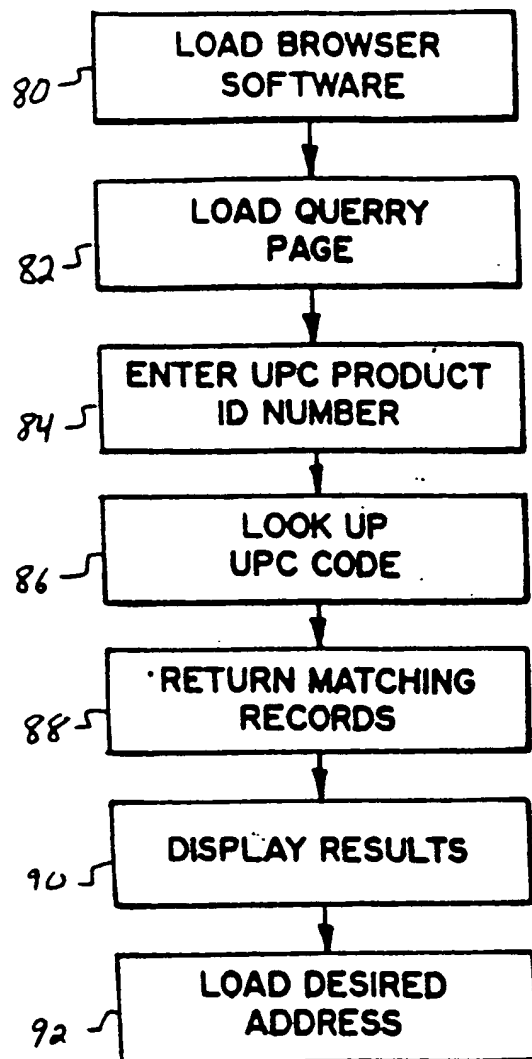 LOAD BROWSER
SOFTWARE
80
LOAD QUERRY
PAGE
82
ENTER UPC PRODUCT
ID NUMBER
84
LOOK UP
UPC CODE
86
RETURN MATCHING
RECORDS
88
DISPLAY RESULTS
90
LOAD DESIRED
ADDRESS
92